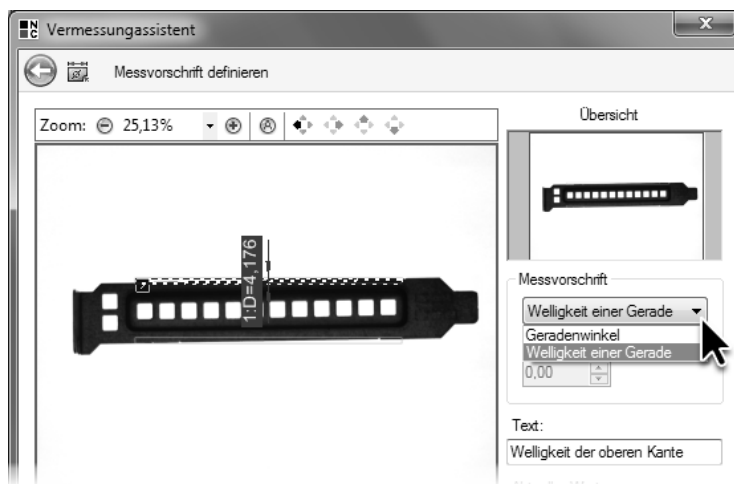 N
C
Vermessungassistent
x
Messvorschrift definieren
Zoom:
25,13%
Übersicht
1:D=4,176
Messvorschrift
Welligkeit einer Gerade
Geradenwinkel
Welligkeit einer Gerade
0,00
Text:
Welligkeit der oberen Kante